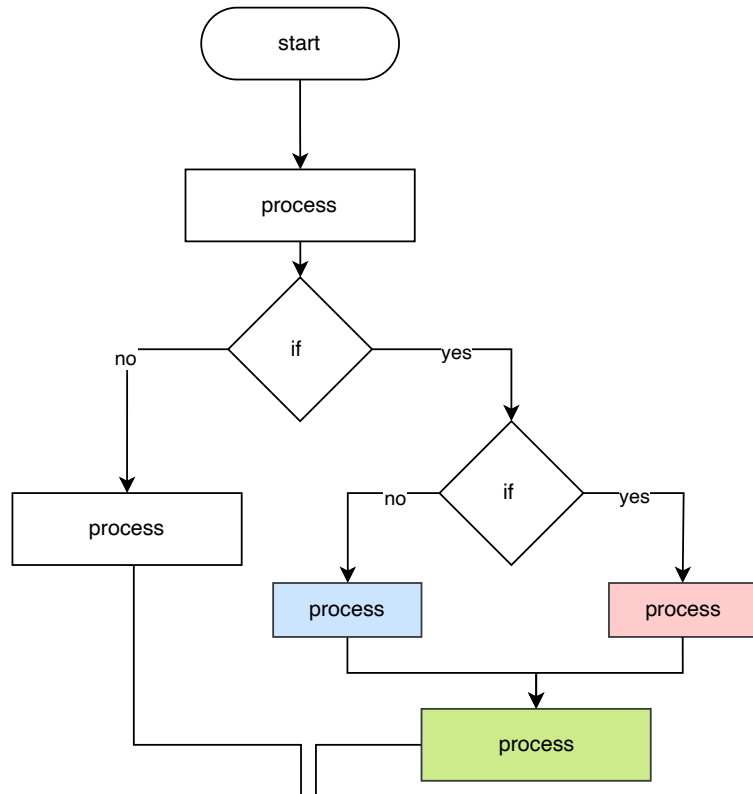 start
process
if
no
yes
if
process
no
yes
process
process
process